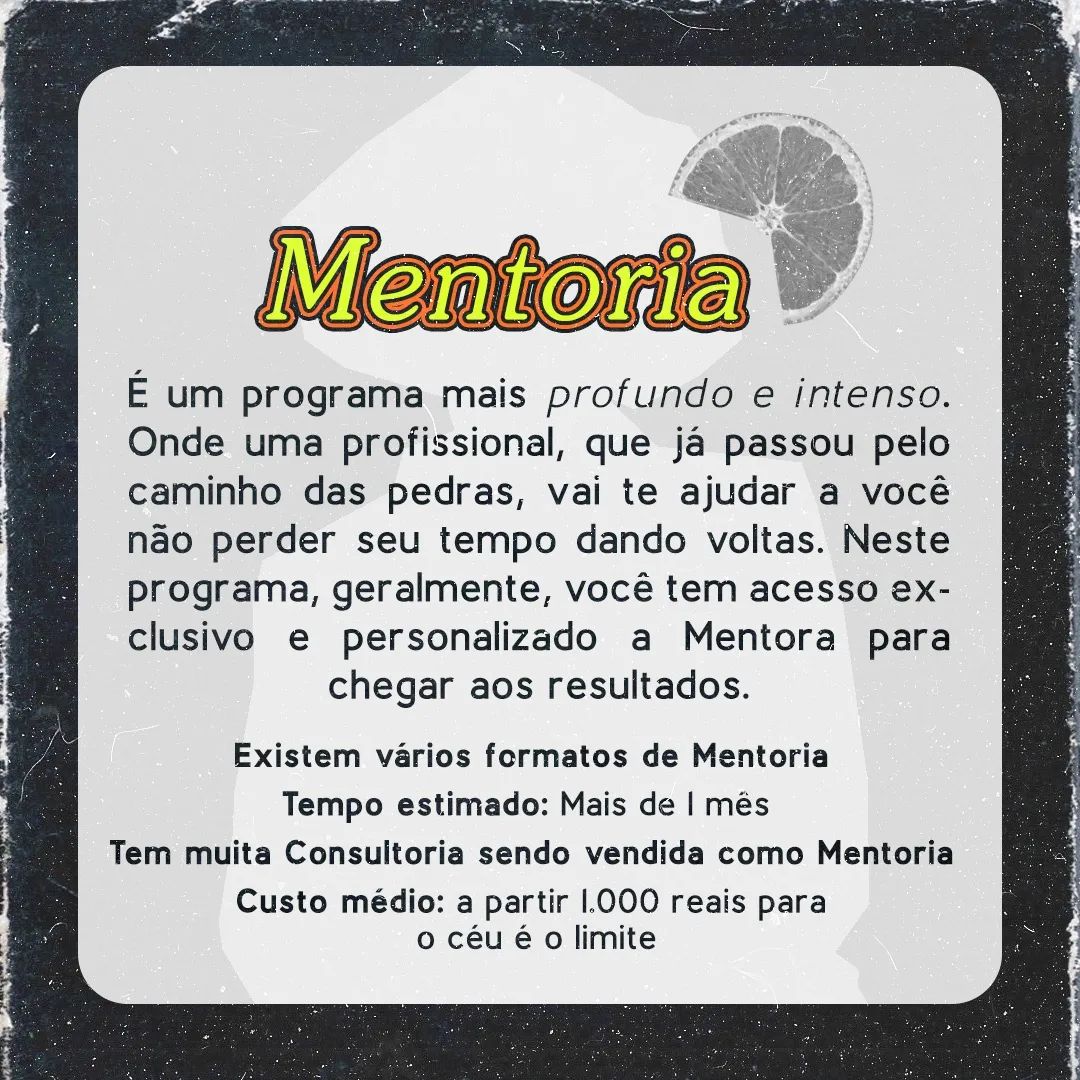 Mentoria
É um programa mais profundo e intenso.
Onde uma profissional, que já passou pelo
caminho das pedras, vai te ajudar a você
não perder seu tempo dando voltas. Neste
programa, geralmente, você tem acesso ex-
clusivo e personalizado a Mentora para
chegar aos resultados.
Existem vários formatos de Mentoria
Tempo estimado: Mais de 1 mês
Tem muita Consultoria sendo vendida como Mentoria
Custo médio: a partir 1.000 reais para
o céu é o limite